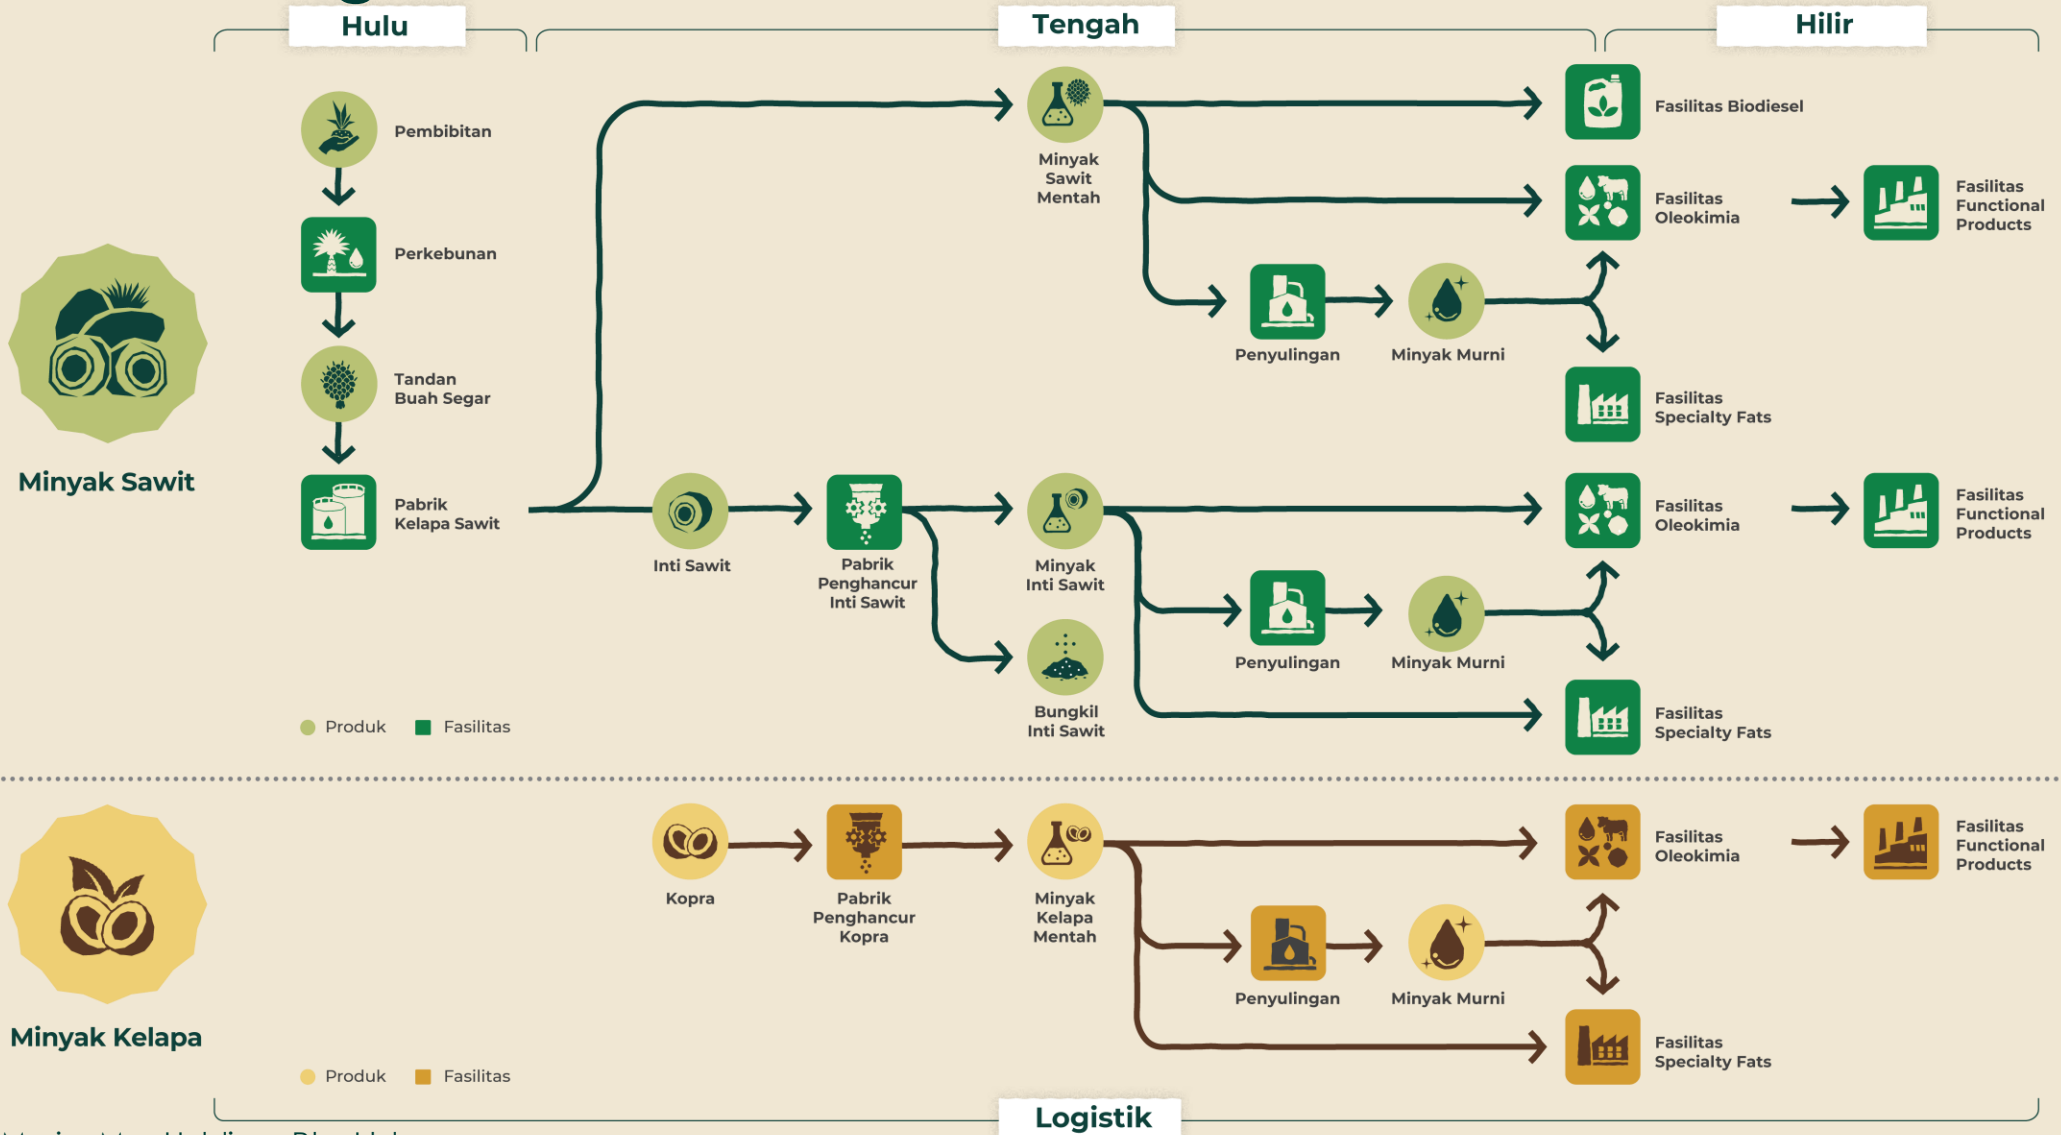 Hulu
Tengah
Hilir
Pembibitan
Perkebunan
Tandan
Buah Segar
Pabrik
Kelapa Sawit
Minyak Sawit
Minyak
Sawit
Mentah
Fasilitas Biodiesel
Fasilitas
Oleokimia
Fasilitas
Functional
Products
Penyulingan
Minyak Murni
Fasilitas
Specialty Fats
Inti Sawit
Pabrik
Penghancur
Inti Sawit
Minyak
Inti Sawit
Fasilitas
Oleokimia
Fasilitas
Functional
Products
Penyulingan
Minyak Murni
Bungkil
Inti Sawit
Fasilitas
Specialty Fats
Produk
Fasilitas
Minyak Kelapa
Kopra
Pabrik
Penghancur
Kopra
Minyak
Kelapa
Mentah
Fasilitas
Oleokimia
Fasilitas
Functional
Products
Penyulingan
Minyak Murni
Fasilitas
Specialty Fats
Produk
Fasilitas
Logistik